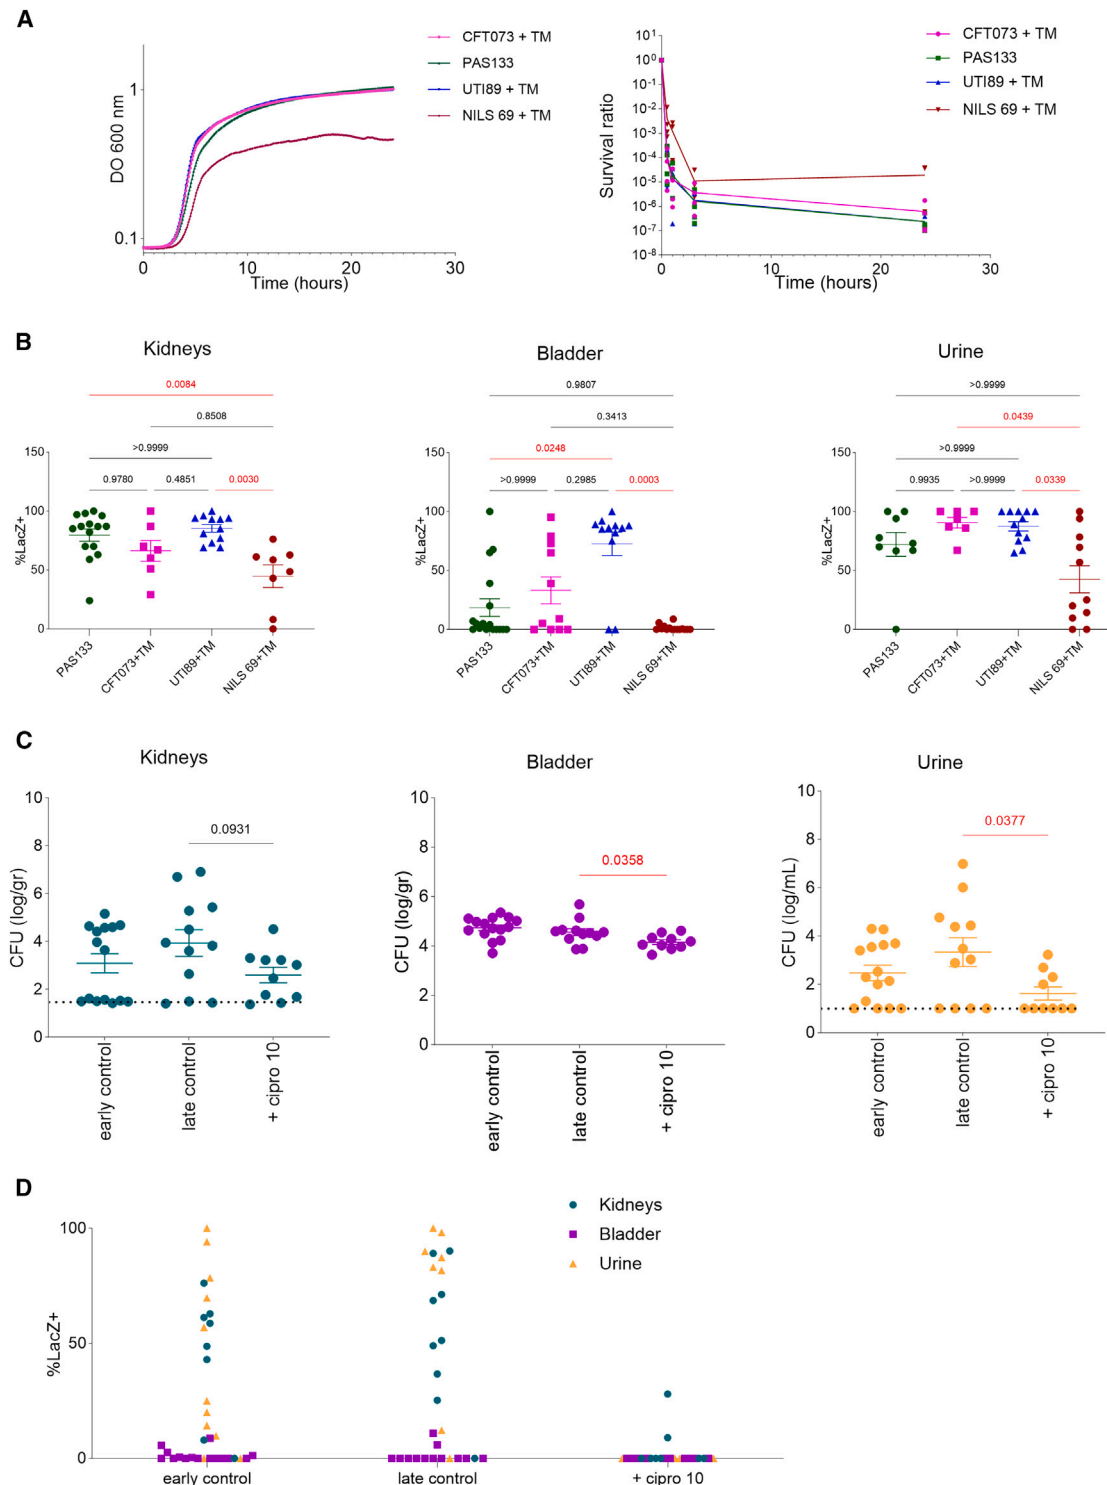 A
CFT073 + TM
PAS133
UTI89 + TM
NILS 69 + TM
DO 600 nm
1
0.1
0 10 20 30
Time (hours)
CFT073 + TM
PAS133
UTI89 + TM
NILS 69 + TM
Survival ratio
10^1
10^0
10^-1
10^-2
10^-3
10^-4
10^-5
10^-6
10^-7
10^-8
0 10 20 30
Time (hours)
B
Kidneys
0.0084
0.8508
>0.9999
0.9780 0.4851 0.0030
%LacZ+
150
100
50
0
PAS133 CFT073+TM UTI89+TM NILS 69+TM
Bladder
0.9807
0.3413
0.0248
>0.9999 0.2985 0.0003
%LacZ+
150
100
50
0
PAS133 CFT073+TM UTI89+TM NILS 69+TM
Urine
>0.9999
0.0439
>0.9999
0.9935 >0.9999 0.0339
%LacZ+
150
100
50
0
PAS133 CFT073+TM UTI89+TM NILS 69+TM
C
Kidneys
0.0931
CFU (log/gr)
10
8
6
4
2
0
early control late control + cipro 10
Bladder
0.0358
CFU (log/gr)
10
8
6
4
2
0
early control late control + cipro 10
Urine
0.0377
CFU (log/mL)
10
8
6
4
2
0
early control late control + cipro 10
D
Kidneys
Bladder
Urine
%LacZ+
100
50
0
early control late control + cipro 10